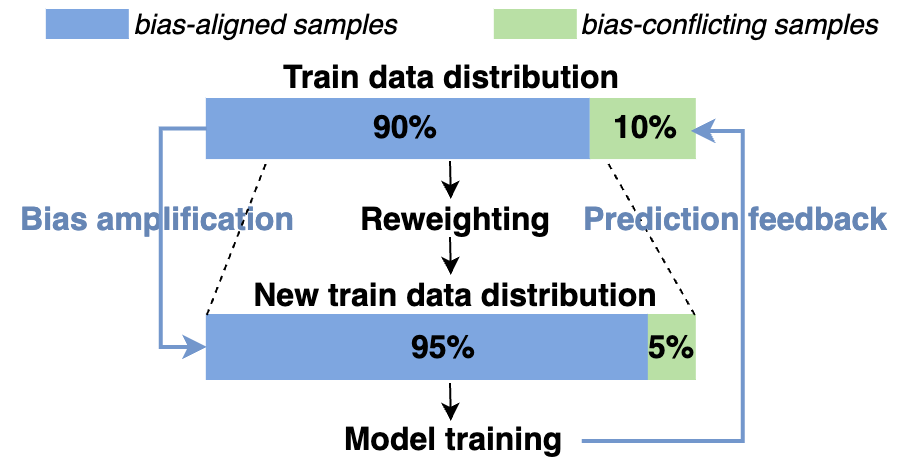 bias-aligned samples
bias-conflicting samples
Train data distribution
90%
10%
Bias amplification
Reweighting
Prediction feedback
New train data distribution
95%
5%
Model training